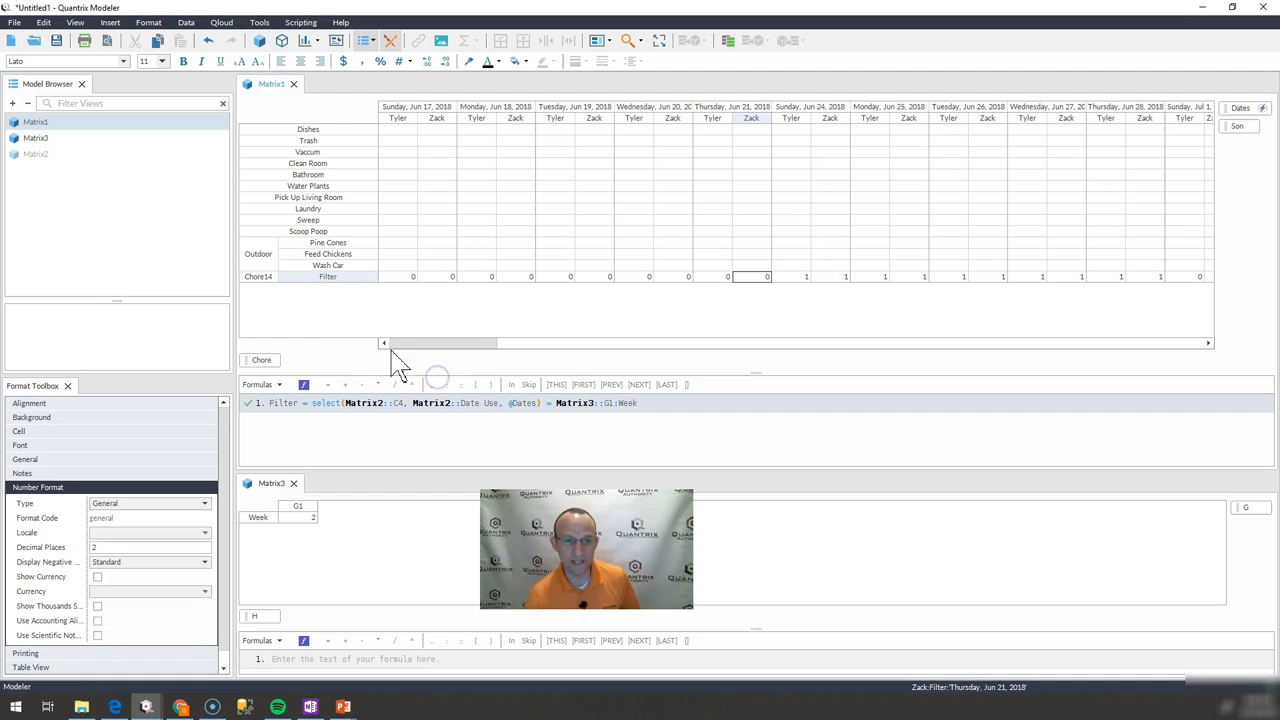 *Untitled1 - Quantrix Modeler
File Edit View Insert Format Data Qloud Tools Scripting Help
Lato 11 B I U $ , % #
Model Browser
Filter Views
Matrix1
Matrix3
Matrix2
Matrix1
Sunday, Jun 17, 2018 Monday, Jun 18, 2018 Tuesday, Jun 19, 2018 Wednesday, Jun 20, 20 Thursday, Jun 21, 2018 Sunday, Jun 24, 2018 Monday, Jun 25, 2018 Tuesday, Jun 26, 2018 Wednesday, Jun 27, 20 Thursday, Jun 28, 2018 Sunday, Jul 1,
Tyler Zack Tyler Zack Tyler Zack Tyler Zack Tyler Zack Tyler Zack Tyler Zack Tyler Zack Tyler Zack Tyler Zack Tyler Za
Dates
Son
Dishes
Trash
Vaccum
Clean Room
Bathroom
Water Plants
Pick Up Living Room
Laundry
Sweep
Scoop Poop
Pine Cones
Outdoor Feed Chickens
Wash Car
Chore14 Filter 0 0 0 0 0 0 0 0 0 0 1 1 1 1 1 1 1 1 1 1 0
Chore
Formulas = + - * / ^ .. : :: ( ) In Skip [THIS] [FIRST] [PREV] [NEXT] [LAST] []
1. Filter = select(Matrix2::C4, Matrix2::Date Use, @Dates) = Matrix3::G1:Week
Matrix3
G1
Week 2
G
H
Formulas = + - * / ^ .. : :: ( ) In Skip [THIS] [FIRST] [PREV] [NEXT] [LAST] []
1. Enter the text of your formula here.
Format Toolbox
Alignment
Background
Cell
Font
General
Notes
Number Format
Type General
Format Code general
Locale
Decimal Places 2
Display Negative ... Standard
Show Currency
Currency
Show Thousands S...
Use Accounting Ali...
Use Scientific Not...
Printing
Table View
Modeler
Zack:Filter:'Thursday, Jun 21, 2018'
QUANTRIX AUTHORITY